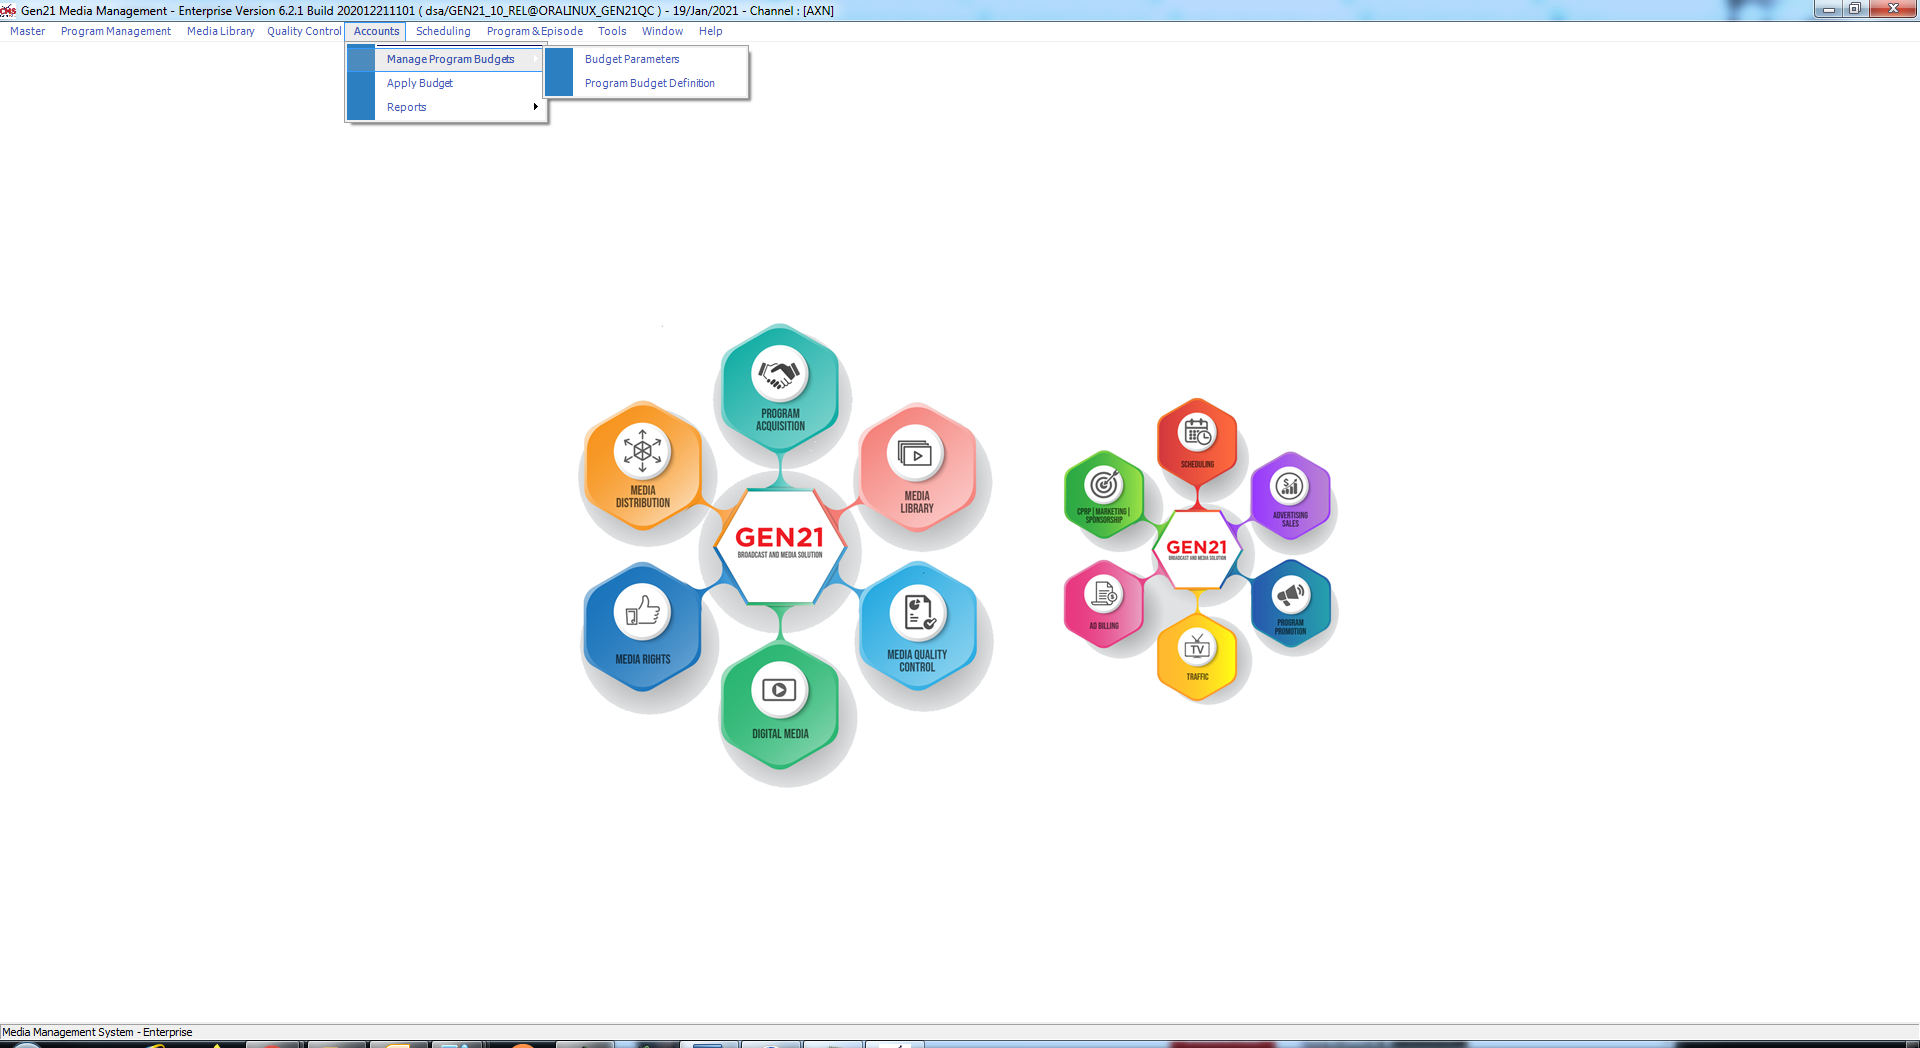 Gen21 Media Management - Enterprise Version 6.2.1 Build 202012211101 ( dsa/GEN21_10_REL@ORALINUX_GEN21QC ) - 19/Jan/2021 - Channel : [AXN]
Master Program Management Media Library Quality Control Accounts Scheduling Program & Episode Tools Window Help
Manage Program Budgets
Apply Budget
Reports
Budget Parameters
Program Budget Definition
PROGRAM
ACQUISITION
MEDIA
DISTRIBUTION
MEDIA
LIBRARY
GEN21
BROADCAST AND MEDIA SOLUTION
MEDIA RIGHTS
MEDIA QUALITY
CONTROL
DIGITAL MEDIA
SCHEDULING
CPRP | MARKETING |
SPONSORSHIP
ADVERTISING
SALES
GEN21
BROADCAST AND MEDIA SOLUTION
AD BILLING
PROGRAM
PROMOTION
TV
TRAFFIC
Media Management System - Enterprise